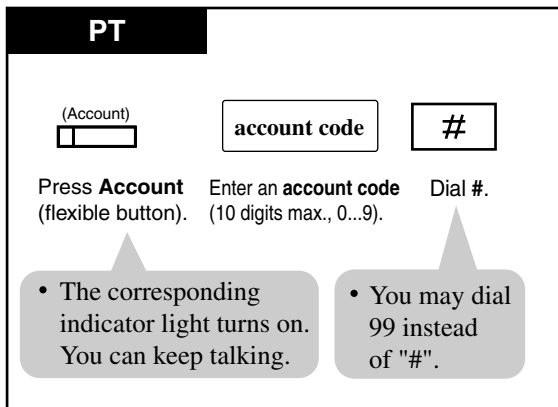 PT
(Account)
account code
#
Press Account
(flexible button).
Enter an account code
(10 digits max., 0...9).
Dial #.
• The corresponding
indicator light turns on.
You can keep talking.
• You may dial
99 instead
of "#".